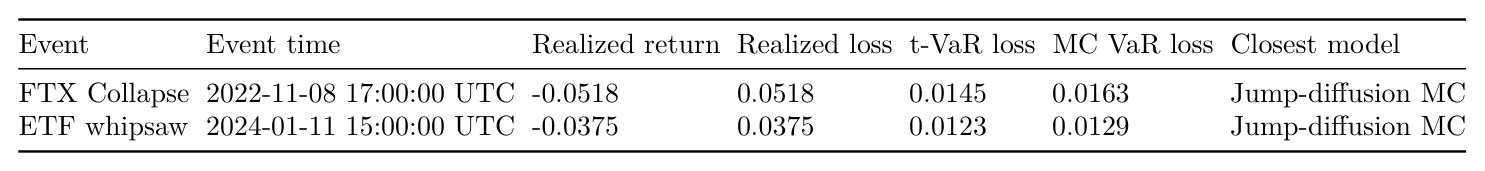 Event Event time Realized return Realized loss t-VaR loss MC VaR loss Closest model
FTX Collapse 2022-11-08 17:00:00 UTC -0.0518 0.0518 0.0145 0.0163 Jump-diffusion MC
ETF whipsaw 2024-01-11 15:00:00 UTC -0.0375 0.0375 0.0123 0.0129 Jump-diffusion MC